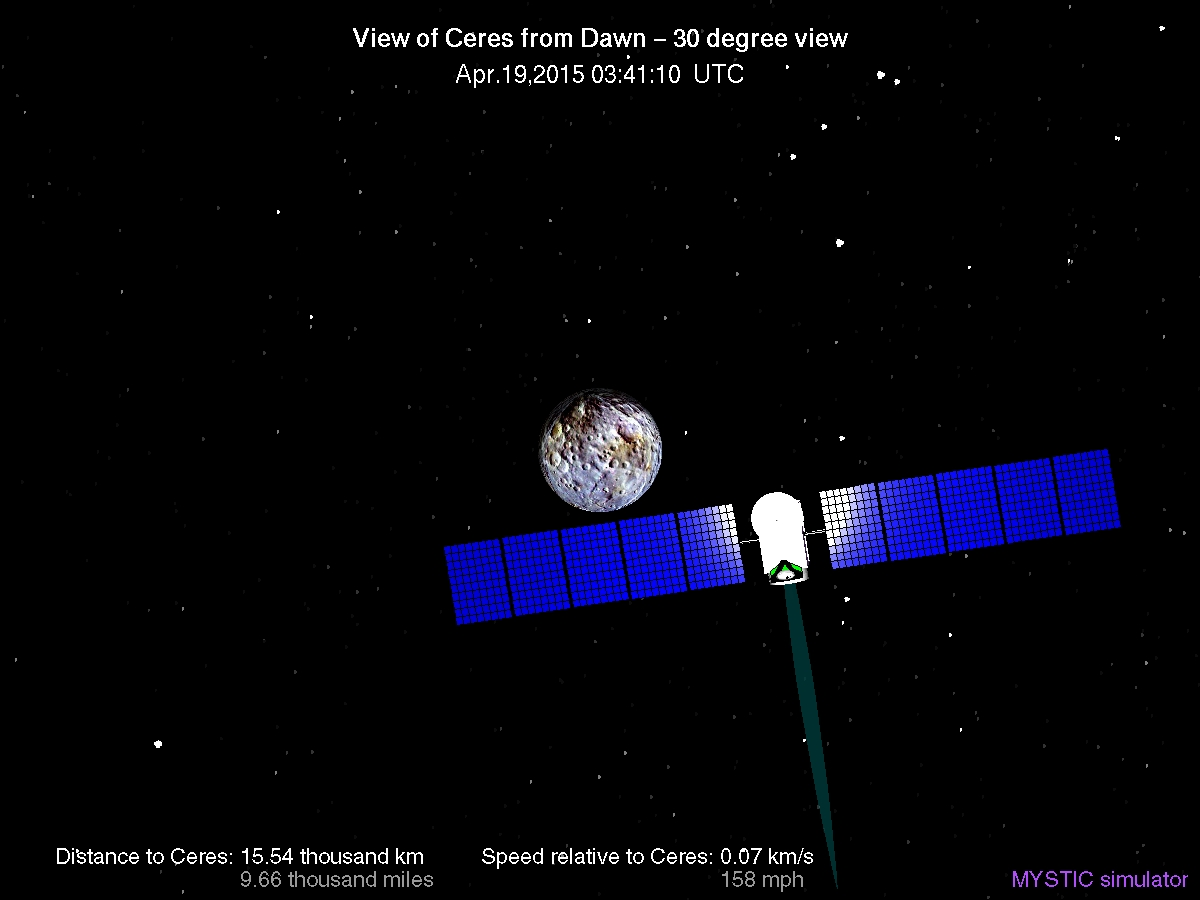 View of Ceres from Dawn – 30 degree view
Apr.19,2015 03:41:10 UTC
Distance to Ceres: 15.54 thousand km
9.66 thousand miles
Speed relative to Ceres: 0.07 km/s
158 mph
MYSTIC simulator